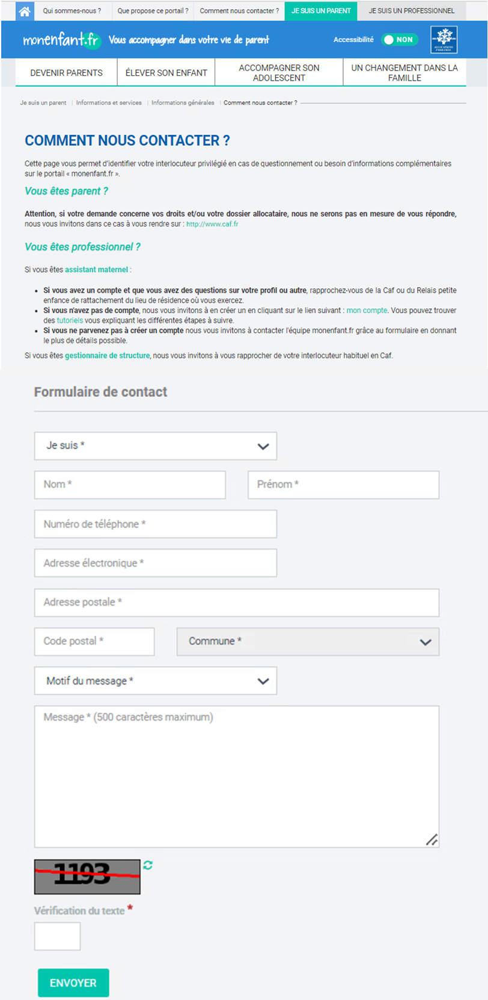 Qui sommes-nous ? Que propose ce portail ? Comment nous contacter ? JE SUIS UN PARENT JE SUIS UN PROFESSIONNEL
monenfant.fr Vous accompagner dans votre vie de parent Accessibilité NON
DEVENIR PARENTS ÉLEVER SON ENFANT ACCOMPAGNER SON ADOLESCENT UN CHANGEMENT DANS LA FAMILLE
Je suis un parent | Informations et services | Informations générales | Comment nous contacter ?
COMMENT NOUS CONTACTER ?
Cette page vous permet d'identifier votre interlocuteur privilégié en cas de questionnement ou besoin d'informations complémentaires
sur le portail « monenfant.fr ».
Vous êtes parent ?
Attention, si votre demande concerne vos droits et/ou votre dossier allocataire, nous ne serons pas en mesure de vous répondre,
nous vous invitons dans ce cas à vous rendre sur : http://www.caf.fr
Vous êtes professionnel ?
Si vous êtes assistant maternel :
• Si vous avez un compte et que vous avez des questions sur votre profil ou autre, rapprochez-vous de la Caf ou du Relais petite
enfance de rattachement du lieu de résidence où vous exercez.
• Si vous n'avez pas de compte, nous vous invitons à en créer un en cliquant sur le lien suivant : mon compte. Vous pouvez trouver
des tutoriels vous expliquant les différentes étapes à suivre.
• Si vous ne parvenez pas à créer un compte nous vous invitons à contacter l'équipe monenfant.fr grâce au formulaire en donnant
le plus de détails possible.
Si vous êtes gestionnaire de structure, nous vous invitons à vous rapprocher de votre interlocuteur habituel en Caf.
Formulaire de contact
Je suis *
Nom * Prénom *
Numéro de téléphone *
Adresse électronique *
Adresse postale *
Code postal * Commune *
Motif du message *
Message * (500 caractères maximum)
1193
Vérification du texte *
ENVOYER